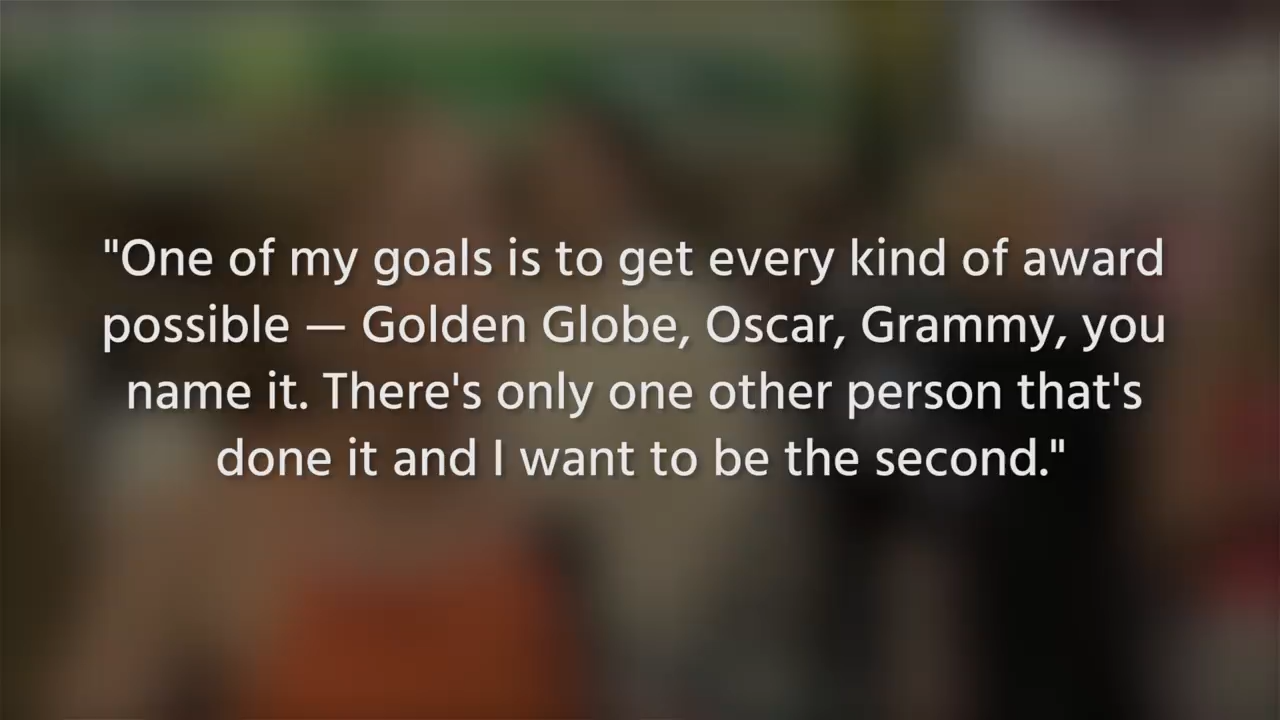 "One of my goals is to get every kind of award
possible — Golden Globe, Oscar, Grammy, you
name it. There's only one other person that's
done it and I want to be the second."